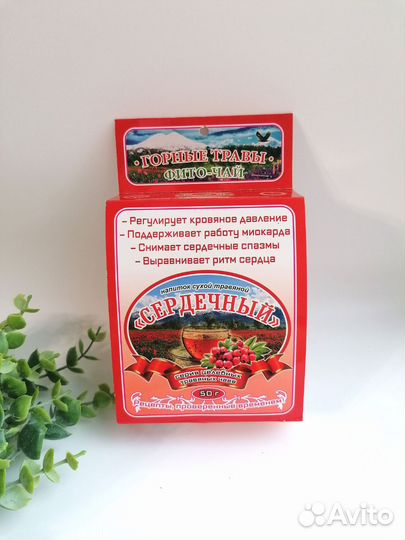 · ГОРНЫЕ ТРАВЫ ·
ФИТО-ЧАЙ
– Регулирует кровяное давление
– Поддерживает работу миокарда
– Снимает сердечные спазмы
– Выравнивает ритм сердца
напиток сухой травяной
«СЕРДЕЧНЫЙ»
серия целебных
травяных чаев
50 г
Рецепты, проверенные временем!
Avito